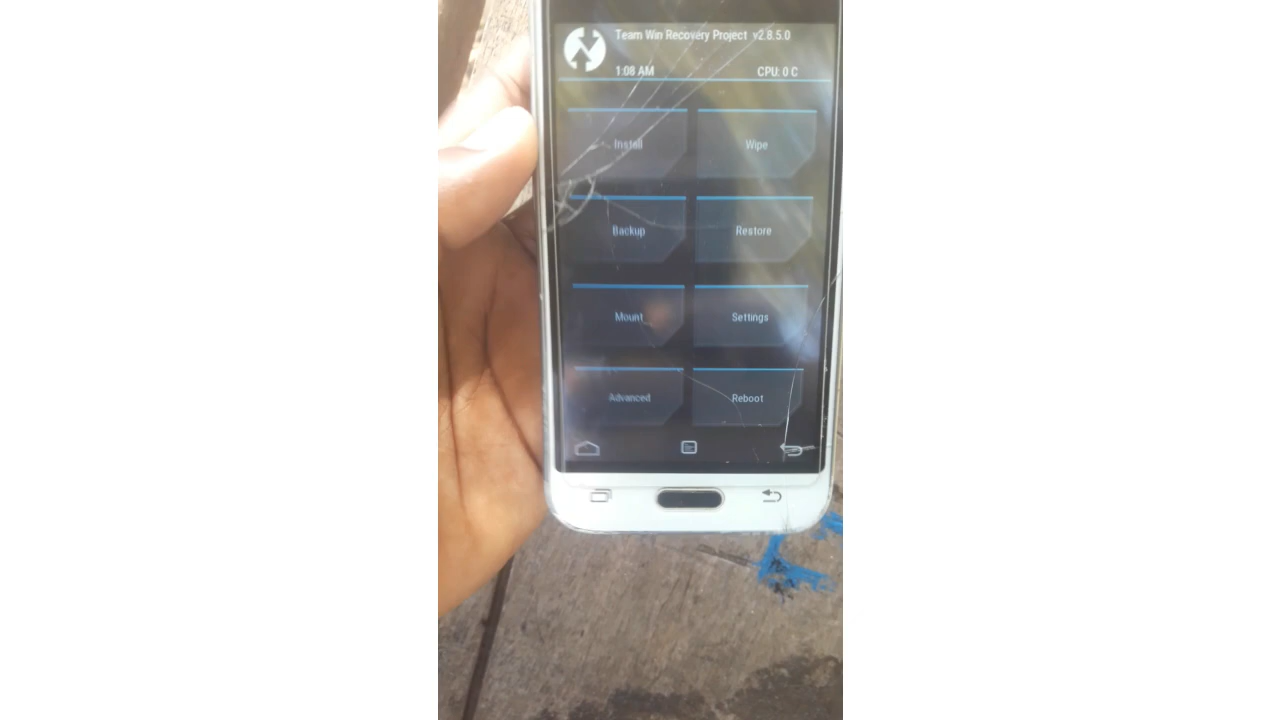 Team Win Recovery Project v2.8.5.0
1:08 AM CPU: 0 C
Install Wipe
Backup Restore
Mount Settings
Advanced Reboot